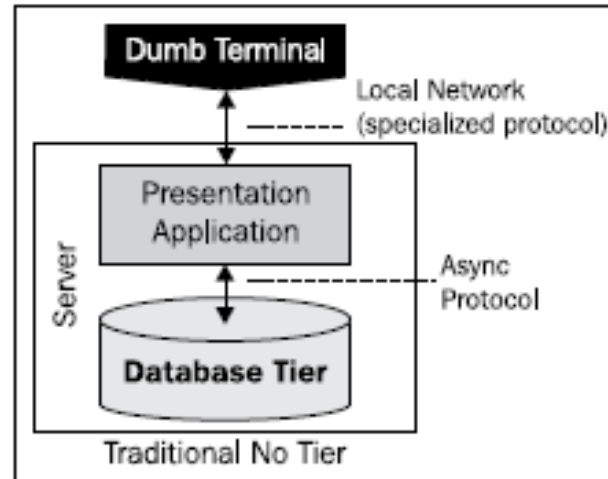 Dumb Terminal
Local Network
(specialized protocol)
Presentation
Application
Server
Async
Protocol
Database Tier
Traditional No Tier